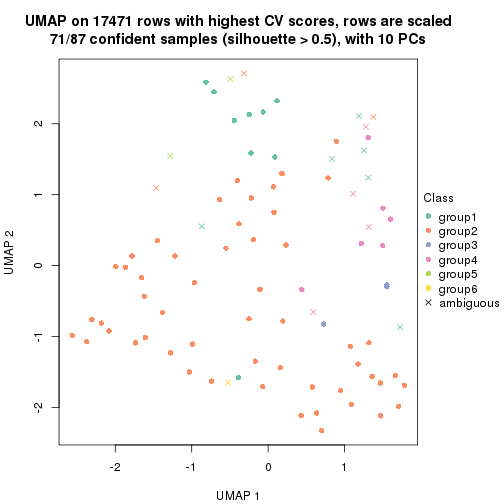 UMAP on 17471 rows with highest CV scores, rows are scaled
71/87 confident samples (silhouette > 0.5), with 10 PCs
UMAP 2
2
1
0
-1
-2
-2
-1
0
1
UMAP 1
Class
group1
group2
group3
group4
group5
group6
ambiguous